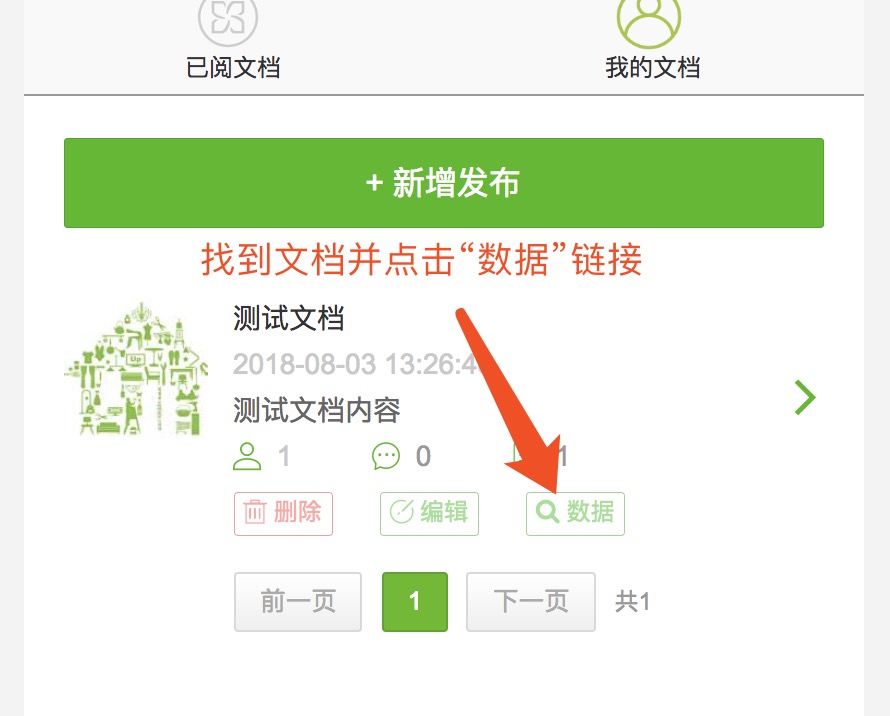 已阅文档 我的文档
+ 新增发布
找到文档并点击“数据”链接
测试文档
2018-08-03 13:26:4
Up
测试文档内容
1 0 1
删除 编辑 数据
前一页 1 下一页 共1